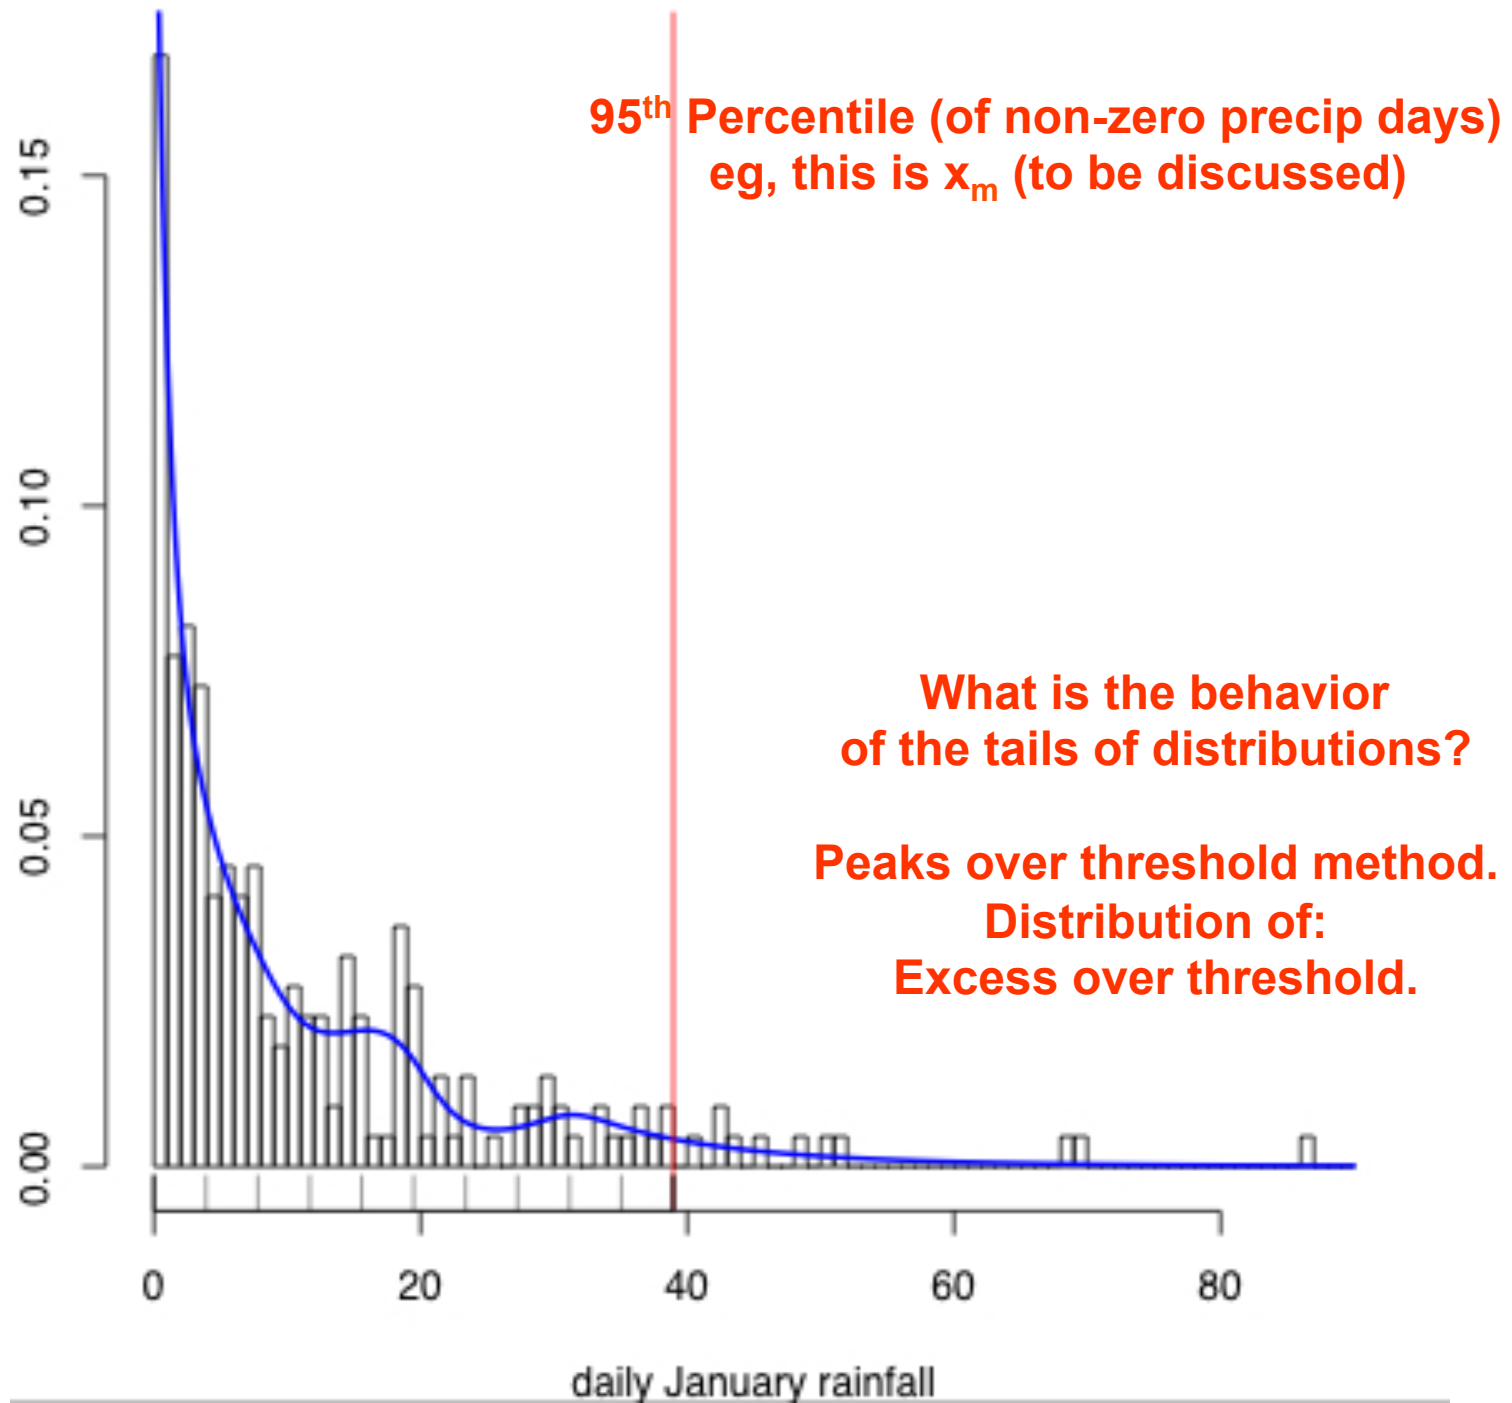 95th Percentile (of non-zero precip days)
eg, this is xm (to be discussed)
What is the behavior
of the tails of distributions?
Peaks over threshold method.
Distribution of:
Excess over threshold.
0.15
0.10
0.05
0.00
0 20 40 60 80
daily January rainfall